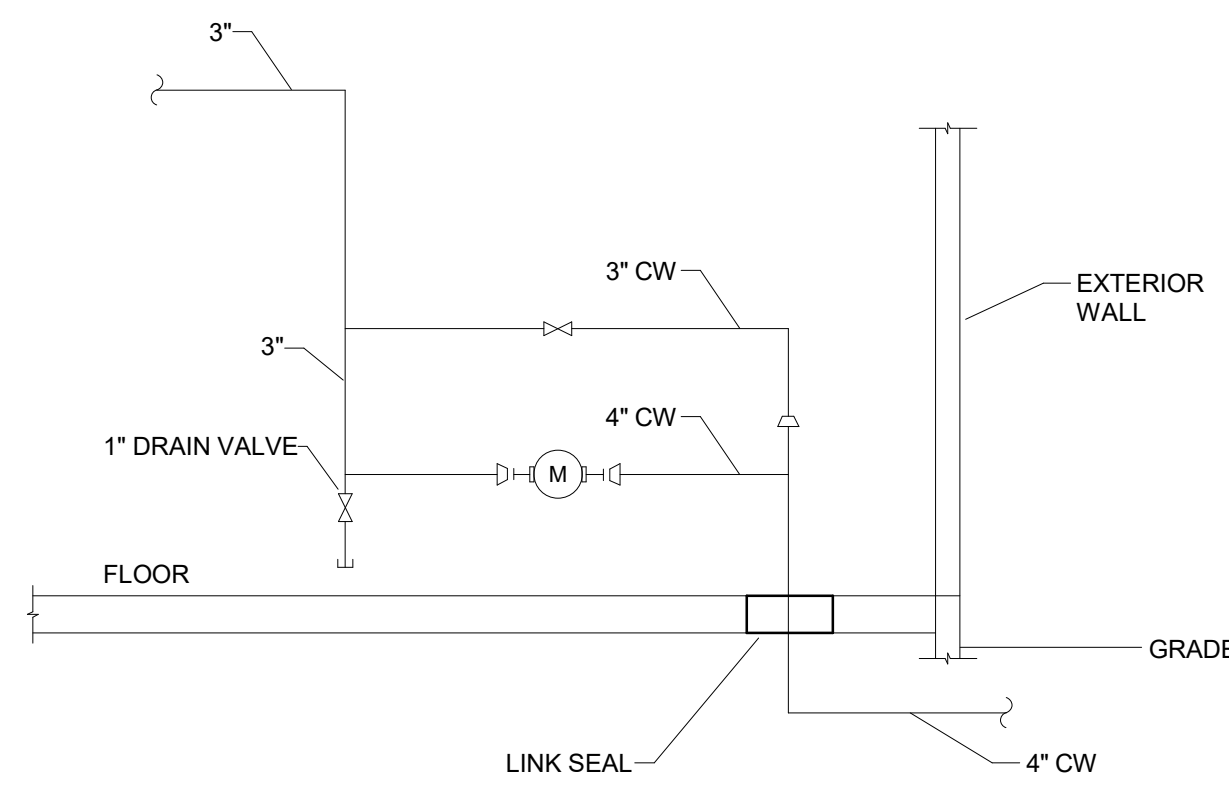 3"
3" CW
EXTERIOR
WALL
3"
4" CW
1" DRAIN VALVE
M
FLOOR
GRADE
LINK SEAL
4" CW